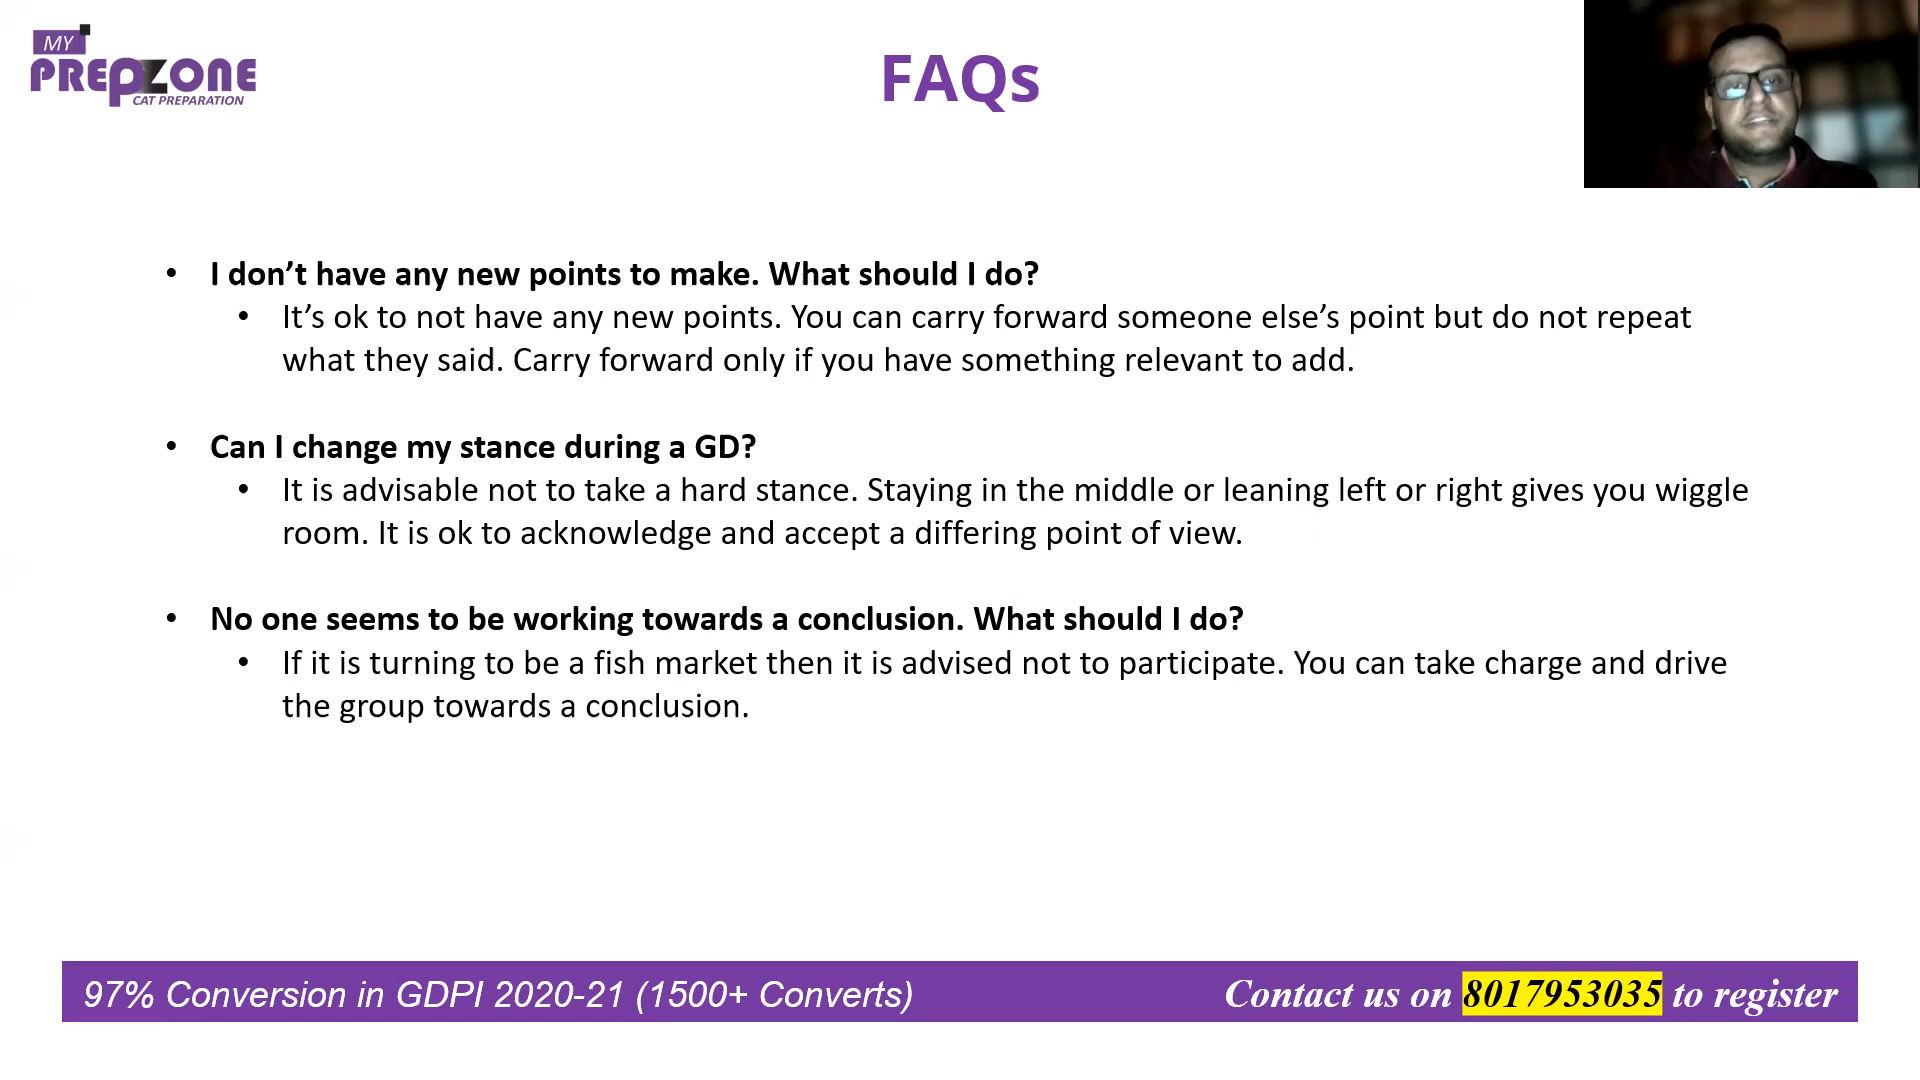 MY
PREPZONE
CAT PREPARATION
FAQs
• I don’t have any new points to make. What should I do?
• It’s ok to not have any new points. You can carry forward someone else’s point but do not repeat
what they said. Carry forward only if you have something relevant to add.
• Can I change my stance during a GD?
• It is advisable not to take a hard stance. Staying in the middle or leaning left or right gives you wiggle
room. It is ok to acknowledge and accept a differing point of view.
• No one seems to be working towards a conclusion. What should I do?
• If it is turning to be a fish market then it is advised not to participate. You can take charge and drive
the group towards a conclusion.
97% Conversion in GDPI 2020-21 (1500+ Converts)
Contact us on 8017953035 to register